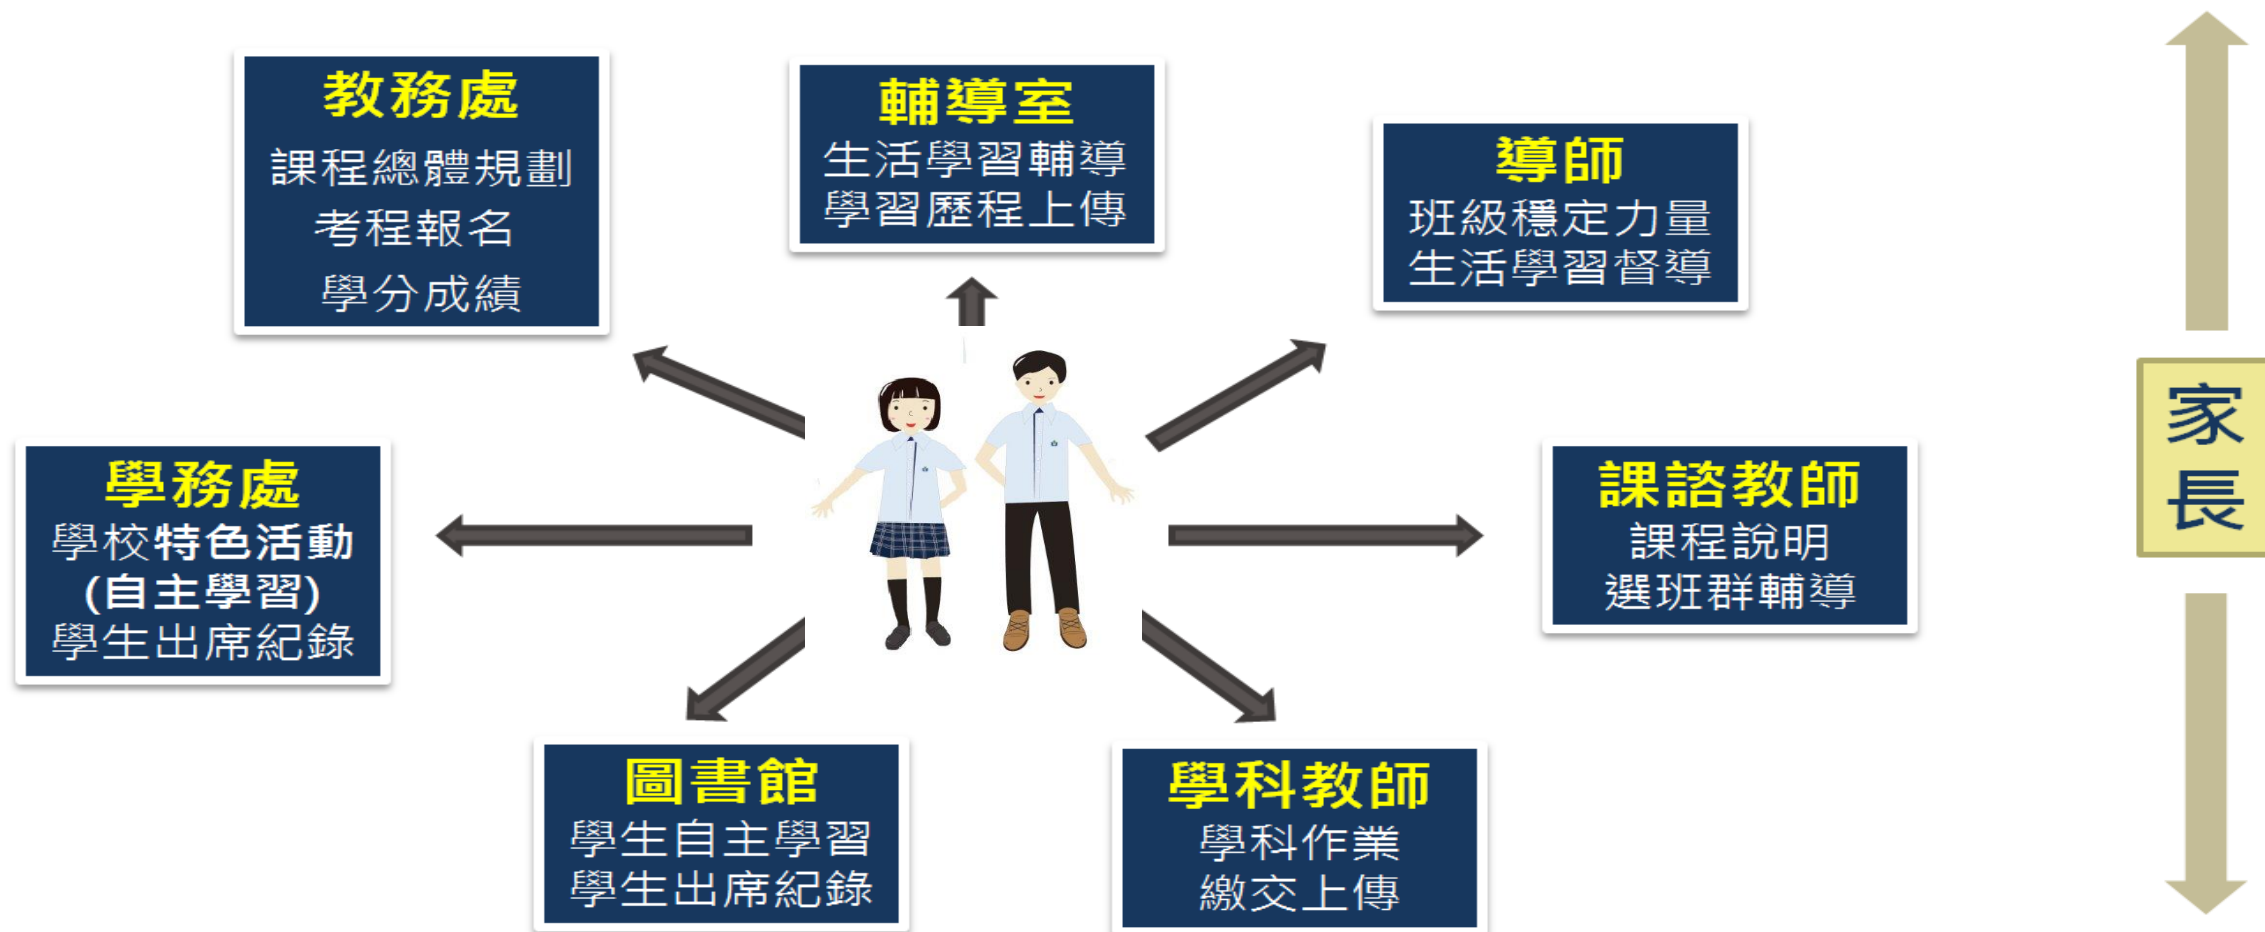 教務處
課程總體規劃
考程報名
學分成績
輔導室
生活學習輔導
學習歷程上傳
導師
班級穩定力量
生活學習督導
學務處
學校特色活動
(自主學習)
學生出席紀錄
課諮教師
課程說明
選班群輔導
圖書館
學生自主學習
學生出席紀錄
學科教師
學科作業
繳交上傳
家
長